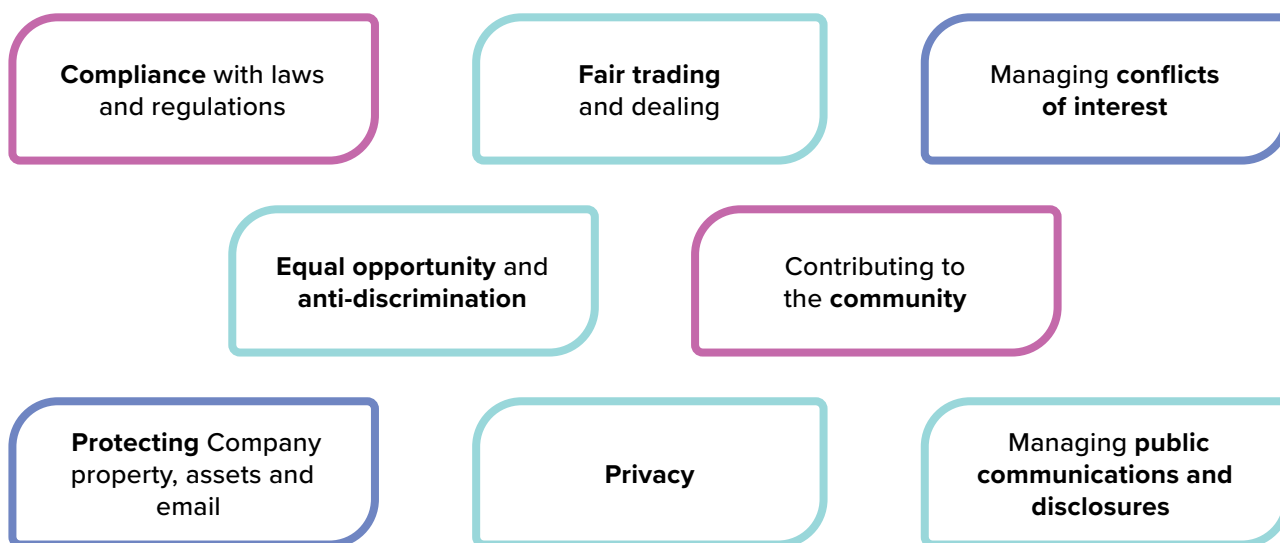 Compliance with laws
and regulations
Fair trading
and dealing
Managing conflicts
of interest
Equal opportunity and
anti-discrimination
Contributing to
the community
Protecting Company
property, assets and
email
Privacy
Managing public
communications and
disclosures